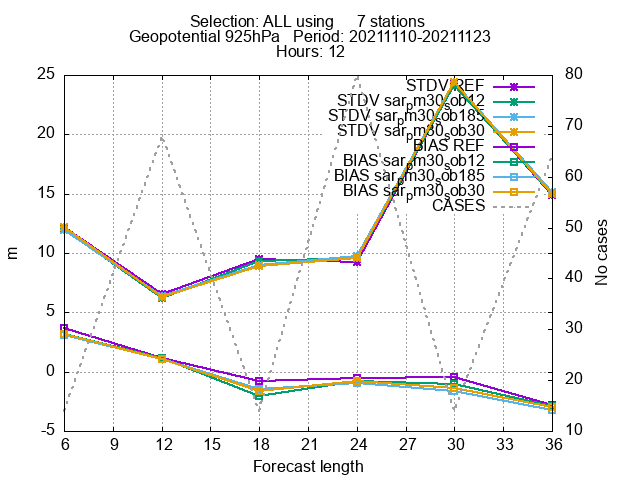 Selection: ALL using 7 stations
Geopotential 925hPa Period: 20211110-20211123
Hours: 12
25
20
15
10
5
0
-5
m
80
70
60
50
40
30
20
10
No cases
STDV REF
STDV sar_pm30_sob12
STDV sar_pm30_sob185
STDV sar_pm30_sob30
BIAS REF
BIAS sar_pm30_sob12
BIAS sar_pm30_sob185
BIAS sar_pm30_sob30
CASES
6 9 12 15 18 21 24 27 30 33 36
Forecast length